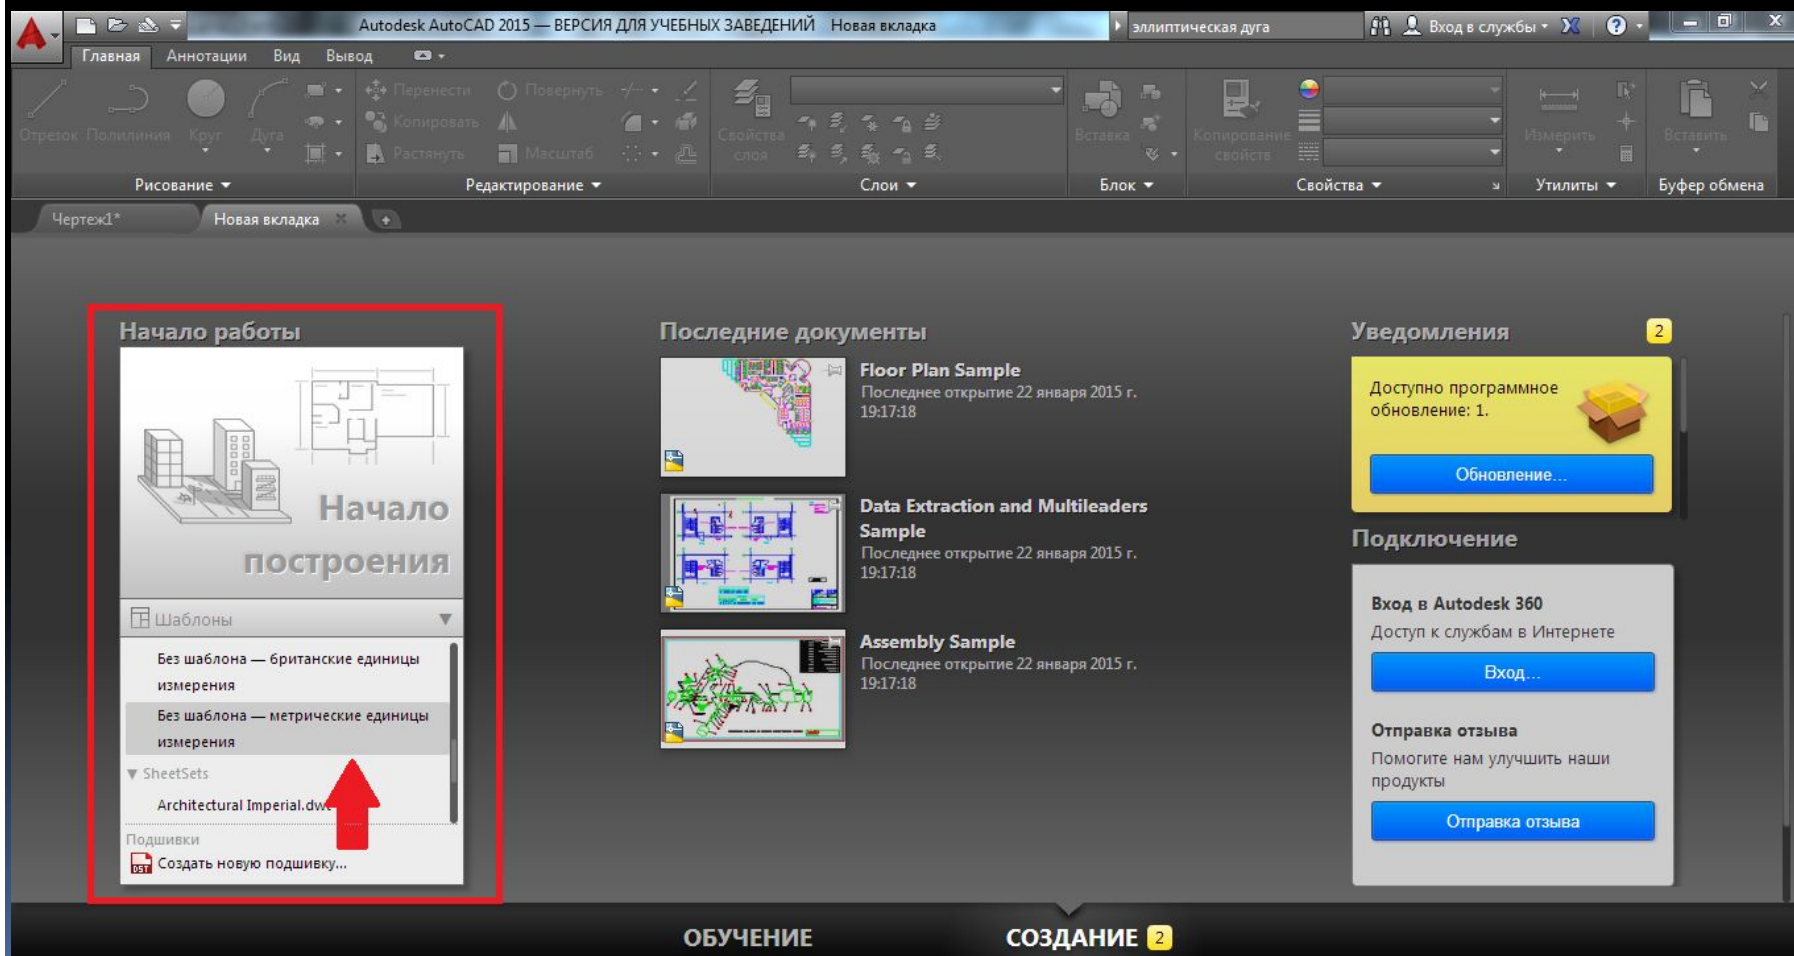 Autodesk AutoCAD 2015 — ВЕРСИЯ ДЛЯ УЧЕБНЫХ ЗАВЕДЕНИЙ Новая вкладка
эллиптическая дуга
Вход в службы
Главная Аннотации Вид Вывод
Отрезок Полилиния Круг Дуга
Перенести Повернуть
Копировать
Растянуть Масштаб
Свойства
слоя
Вставка
Копирование
свойств
Измерить
Вставить
Рисование Редактирование Слои Блок Свойства Утилиты Буфер обмена
Чертеж1* Новая вкладка
Начало работы
Начало
построения
Шаблоны
Без шаблона — британские единицы
измерения
Без шаблона — метрические единицы
измерения
SheetSets
Architectural Imperial.dwt
Подшивки
DST
Создать новую подшивку...
Последние документы
Floor Plan Sample
Последнее открытие 22 января 2015 г.
19:17:18
Data Extraction and Multileaders
Sample
Последнее открытие 22 января 2015 г.
19:17:18
Assembly Sample
Последнее открытие 22 января 2015 г.
19:17:18
Уведомления 2
Доступно программное
обновление: 1.
Обновление...
Подключение
Вход в Autodesk 360
Доступ к службам в Интернете
Вход...
Отправка отзыва
Помогите нам улучшить наши
продукты
Отправка отзыва
ОБУЧЕНИЕ СОЗДАНИЕ 2